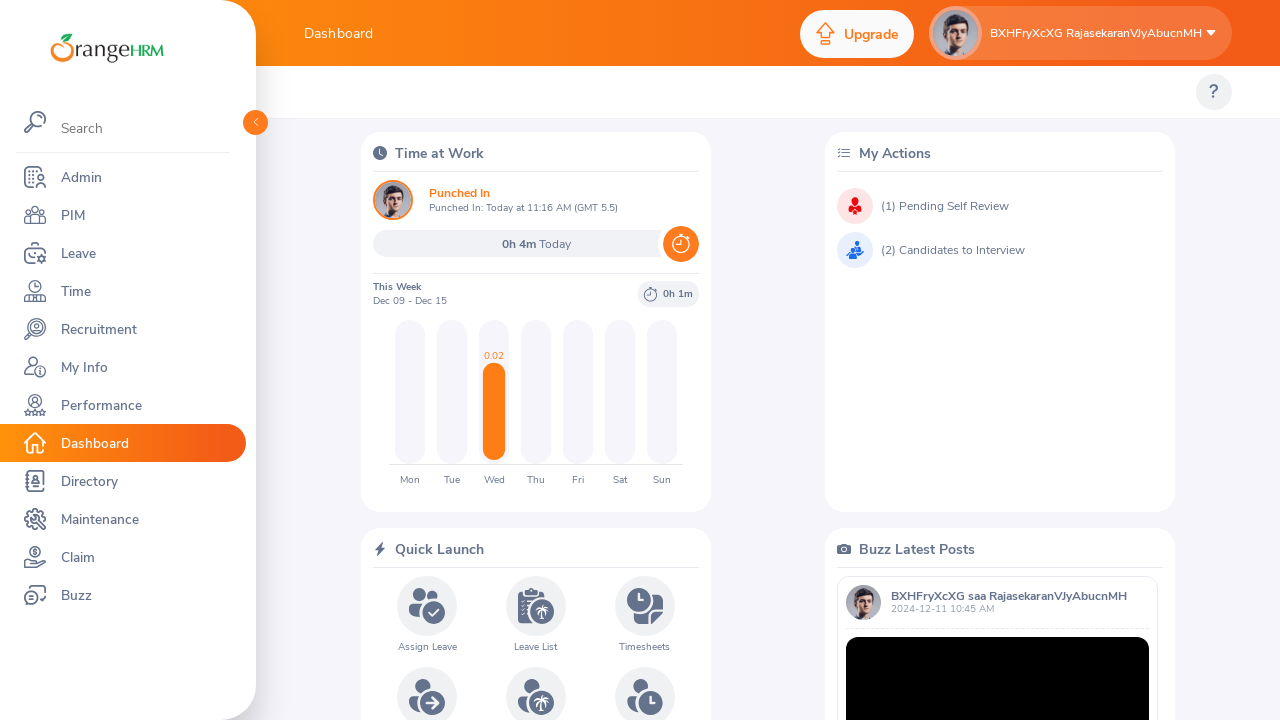 OrangeHRM
Dashboard
Upgrade
BXHFryXcXG RajasekaranVJyAbucnMH
?
Search
Admin
PIM
Leave
Time
Recruitment
My Info
Performance
Dashboard
Directory
Maintenance
Claim
Buzz
Time at Work
Punched In
Punched In: Today at 11:16 AM (GMT 5.5)
0h 4m Today
This Week
Dec 09 - Dec 15
0h 1m
0.02
Mon Tue Wed Thu Fri Sat Sun
My Actions
(1) Pending Self Review
(2) Candidates to Interview
Quick Launch
Assign Leave
Leave List
Timesheets
Buzz Latest Posts
BXHFryXcXG saa RajasekaranVJyAbucnMH
2024-12-11 10:45 AM